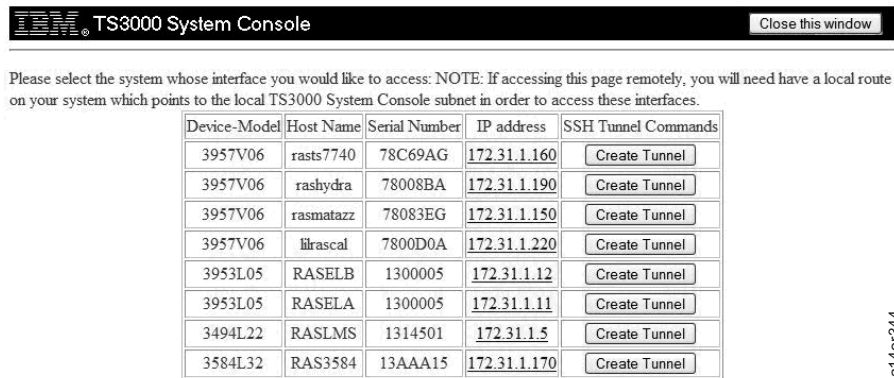 IBM® TS3000 System Console Close this window
Please select the system whose interface you would like to access: NOTE: If accessing this page remotely, you will need have a local route
on your system which points to the local TS3000 System Console subnet in order to access these interfaces.
Device-Model Host Name Serial Number IP address SSH Tunnel Commands
3957V06 rasts7740 78C69AG 172.31.1.160 Create Tunnel
3957V06 rashydra 78008BA 172.31.1.190 Create Tunnel
3957V06 rasmatazz 78083EG 172.31.1.150 Create Tunnel
3957V06 lilrascal 7800D0A 172.31.1.220 Create Tunnel
3953L05 RASELB 1300005 172.31.1.12 Create Tunnel
3953L05 RASELA 1300005 172.31.1.11 Create Tunnel
3494L22 RASLMS 1314501 172.31.1.5 Create Tunnel
3584L32 RAS3584 13AAA15 172.31.1.170 Create Tunnel